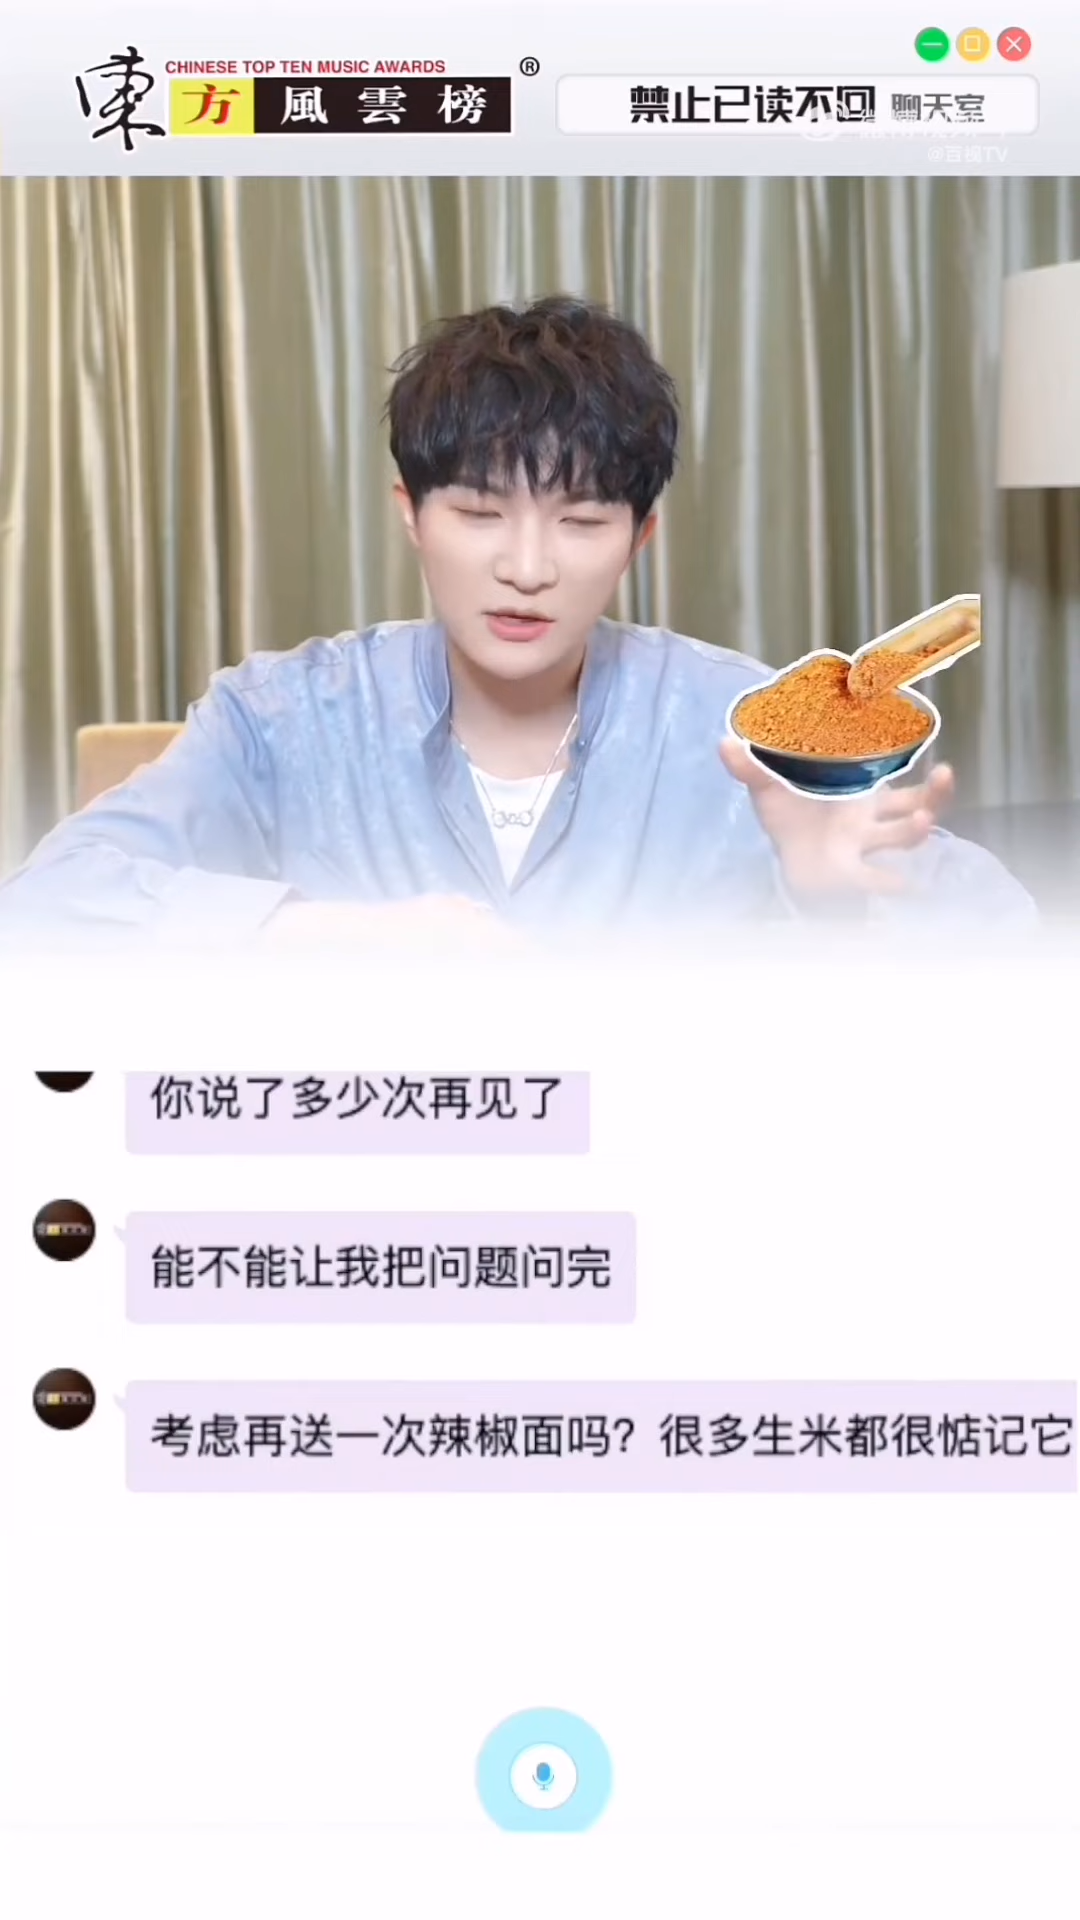 CHINESE TOP TEN MUSIC AWARDS ®
東方風雲榜
禁止已读不回 聊天室
@百视TV
你说了多少次再见了
能不能让我把问题问完
考虑再送一次辣椒面吗？很多生米都很惦记它